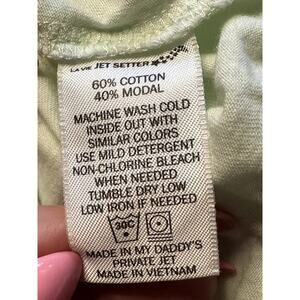 LA VIE JET SETTER
60% COTTON
40% MODAL
MACHINE WASH COLD
INSIDE OUT WITH
SIMILAR COLORS
USE MILD DETERGENT
NON-CHLORINE BLEACH
WHEN NEEDED
TUMBLE DRY LOW
LOW IRON IF NEEDED
30C
MADE IN MY DADDY'S
PRIVATE JET
MADE IN VIETNAM